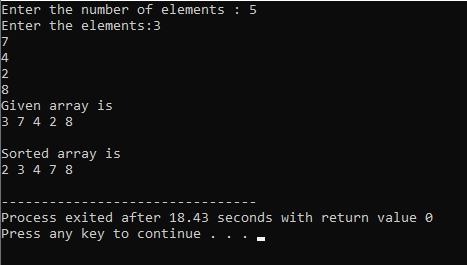 Enter the number of elements : 5
Enter the elements:3
7
4
2
8
Given array is
3 7 4 2 8
Sorted array is
2 3 4 7 8
--------------------------------
Process exited after 18.43 seconds with return value 0
Press any key to continue . . .